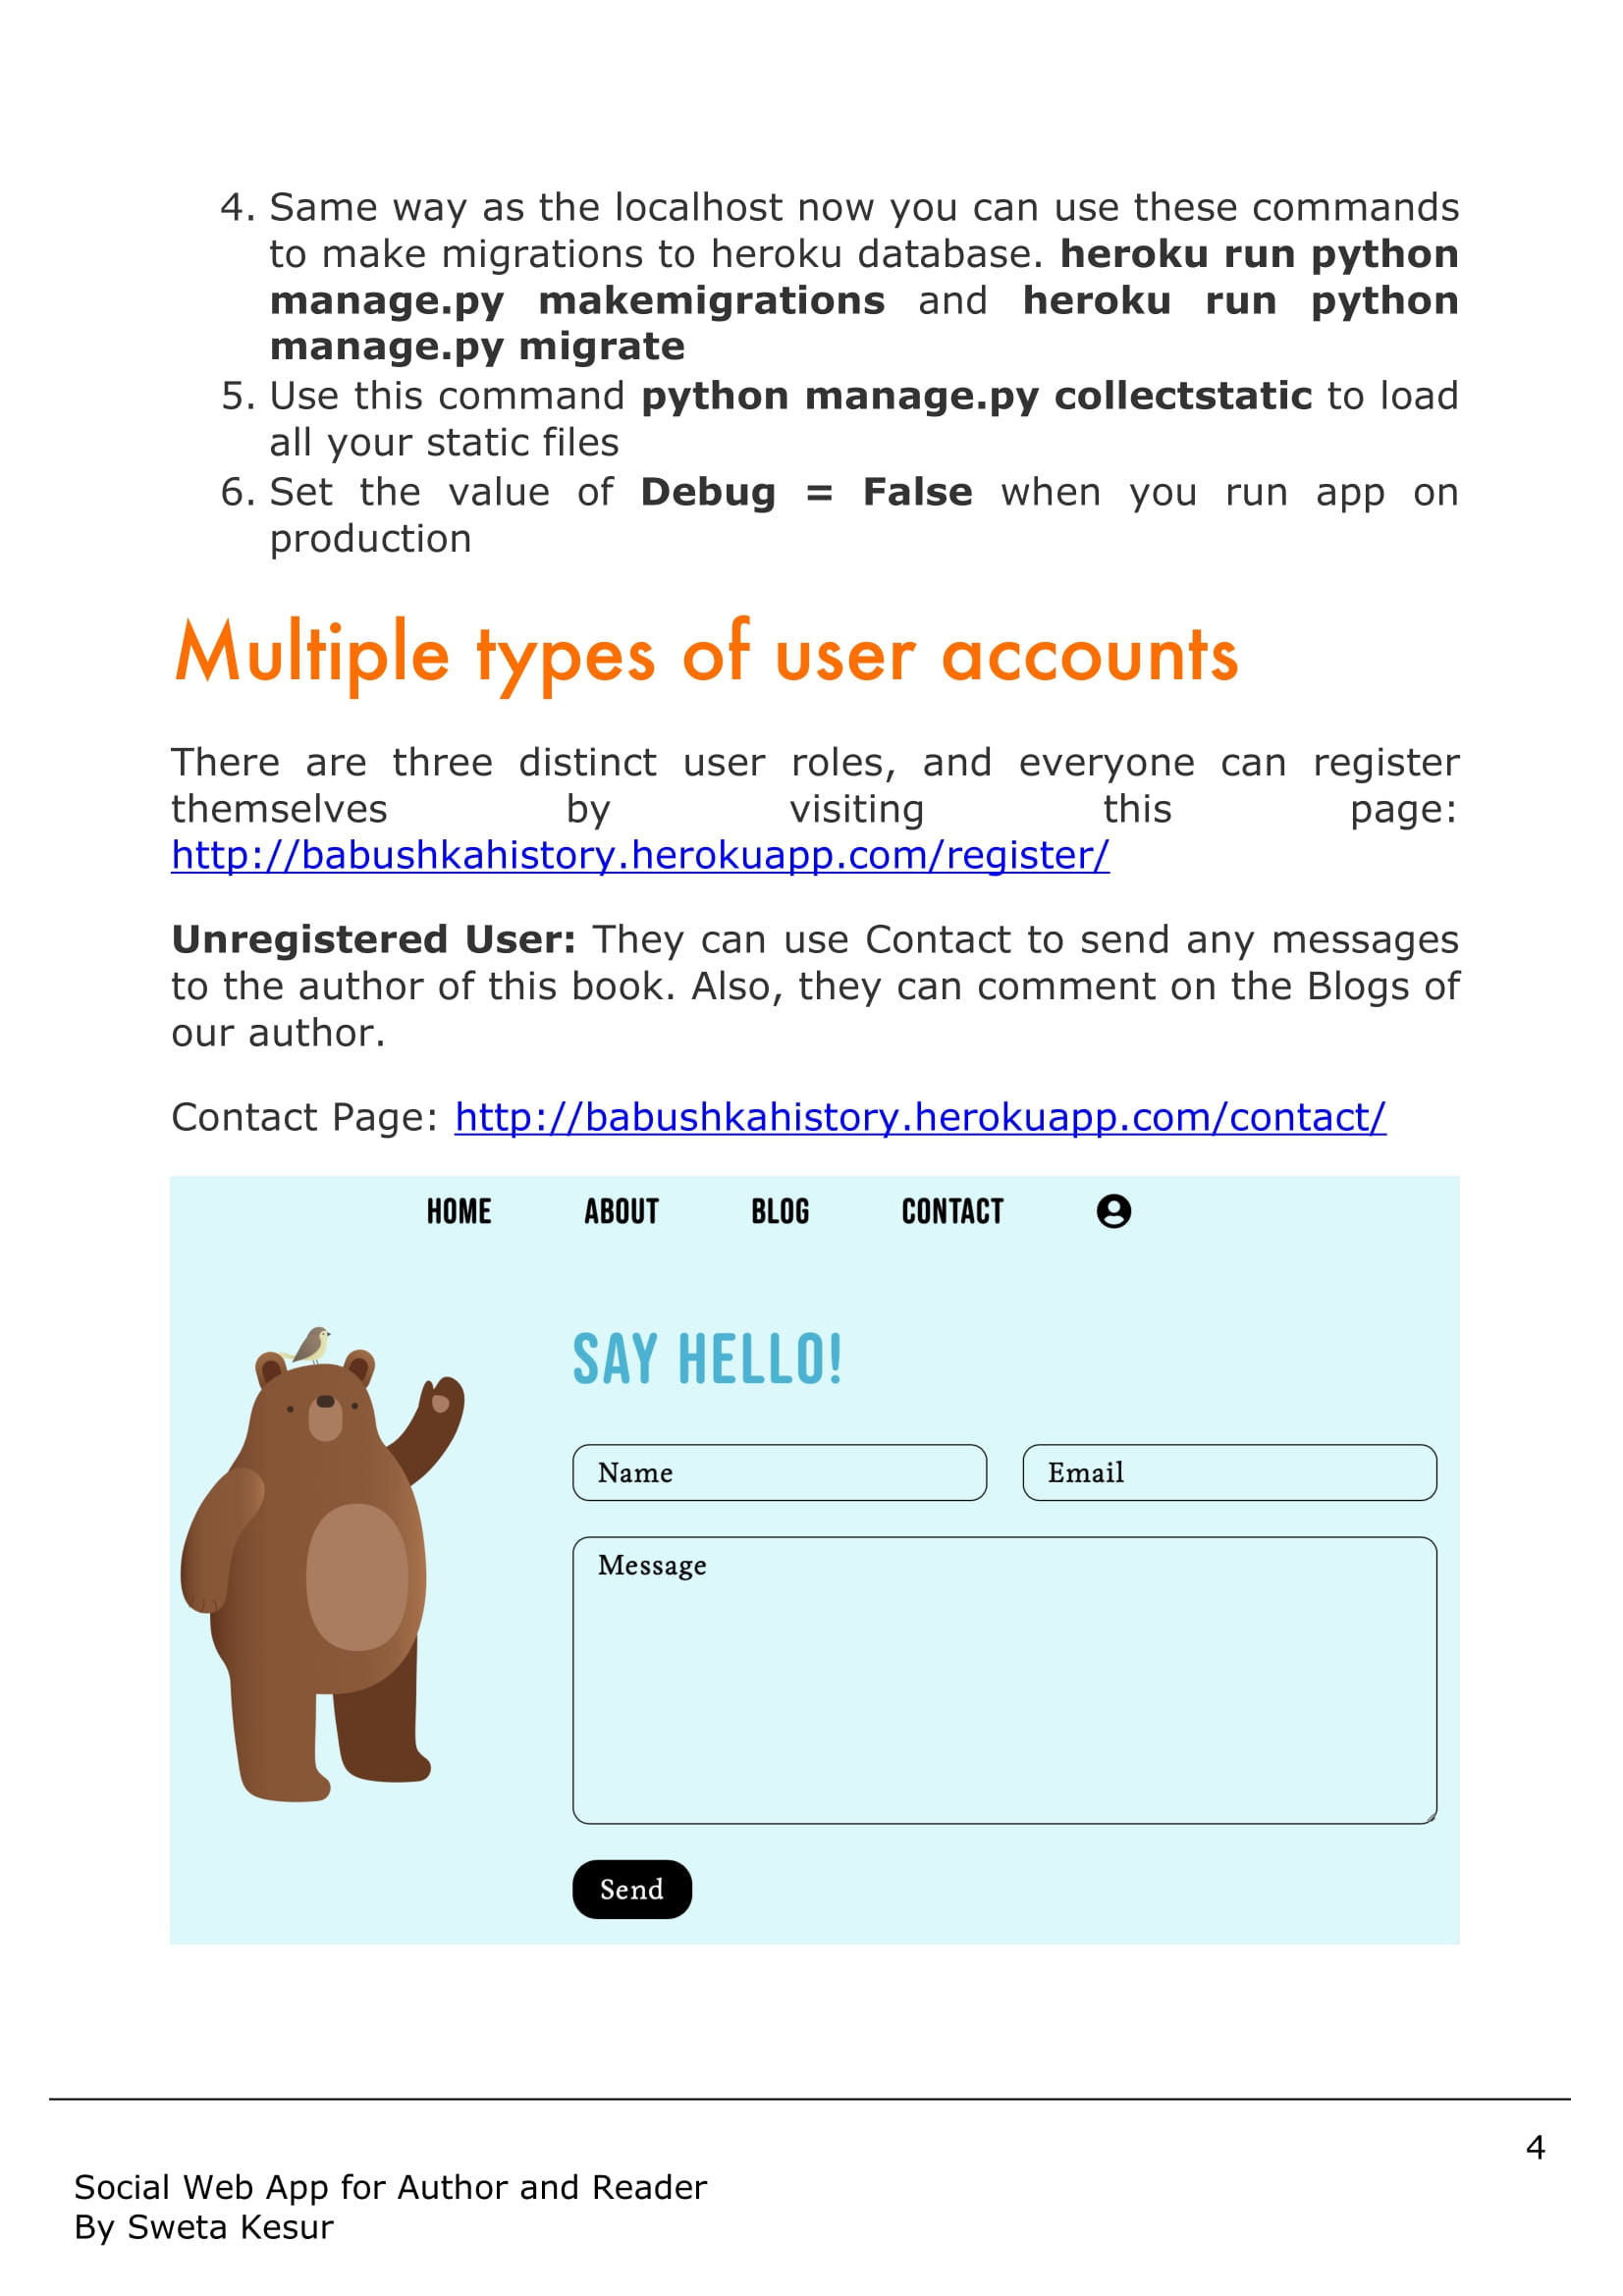 4. Same way as the localhost now you can use these commands
to make migrations to heroku database. heroku run python
manage.py makemigrations and heroku run python
manage.py migrate
5. Use this command python manage.py collectstatic to load
all your static files
6. Set the value of Debug = False when you run app on
production
Multiple types of user accounts
There are three distinct user roles, and everyone can register
themselves by visiting this page:
http://babushkahistory.herokuapp.com/register/
Unregistered User: They can use Contact to send any messages
to the author of this book. Also, they can comment on the Blogs of
our author.
Contact Page: http://babushkahistory.herokuapp.com/contact/
HOME ABOUT BLOG CONTACT
SAY HELLO!
Name Email
Message
Send
4
Social Web App for Author and Reader
By Sweta Kesur